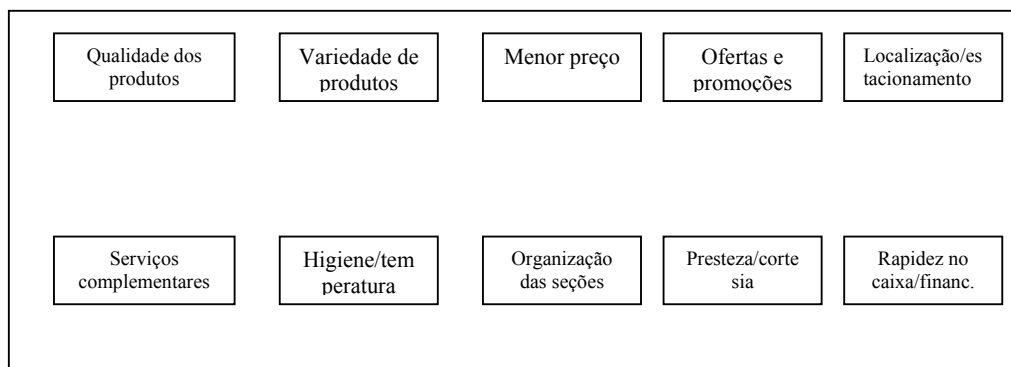 Qualidade dos
produtos
Variedade de
produtos
Menor preço
Ofertas e
promoções
Localização/es
tacionamento
Serviços
complementares
Higiene/tem
peratura
Organização
das seções
Presteza/corte
sia
Rapidez no
caixa/financ.